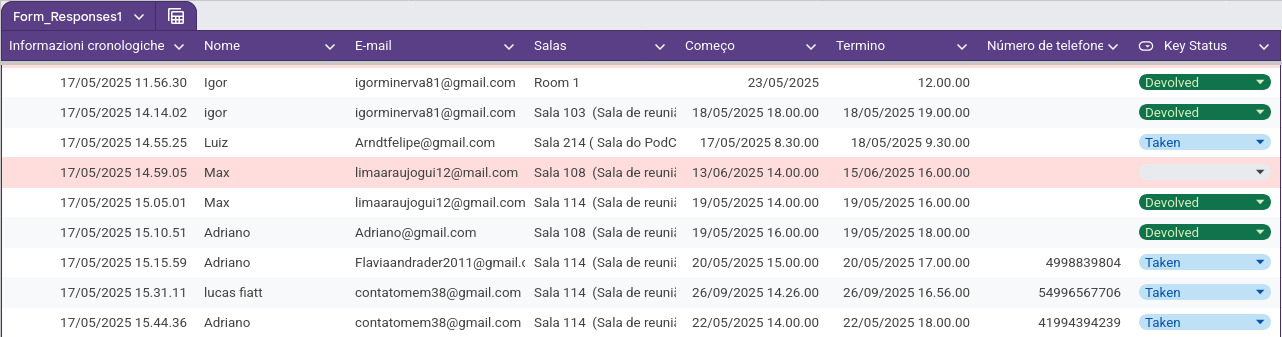 Form_Responses1
Informazioni cronologiche Nome E-mail Salas Começo Termino Número de telefone Key Status
17/05/2025 11.56.30 Igor igorminerva81@gmail.com Room 1 23/05/2025 12.00.00 Devolved
17/05/2025 14.14.02 igor igorminerva81@gmail.com Sala 103 (Sala de reuniã 18/05/2025 18.00.00 18/05/2025 19.00.00 Devolved
17/05/2025 14.55.25 Luiz Arndtfelipe@gmail.com Sala 214 ( Sala do PodC 17/05/2025 8.30.00 18/05/2025 9.30.00 Taken
17/05/2025 14.59.05 Max limaaraujogui12@mail.com Sala 108 (Sala de reuniã 13/06/2025 14.00.00 15/06/2025 16.00.00
17/05/2025 15.05.01 Max limaaraujogui12@gmail.com Sala 114 (Sala de reuniã 19/05/2025 14.00.00 19/05/2025 16.00.00 Devolved
17/05/2025 15.10.51 Adriano Adriano@gmail.com Sala 108 (Sala de reuniã 19/05/2025 16.00.00 19/05/2025 18.00.00 Devolved
17/05/2025 15.15.59 Adriano Flaviaandrader2011@gmail.c Sala 114 (Sala de reuniã 20/05/2025 15.00.00 20/05/2025 17.00.00 4998839804 Taken
17/05/2025 15.31.11 lucas fiatt contatomem38@gmail.com Sala 114 (Sala de reuniã 26/09/2025 14.26.00 26/09/2025 16.56.00 54996567706 Taken
17/05/2025 15.44.36 Adriano contatomem38@gmail.com Sala 114 (Sala de reuniã 22/05/2025 14.00.00 22/05/2025 18.00.00 41994394239 Taken